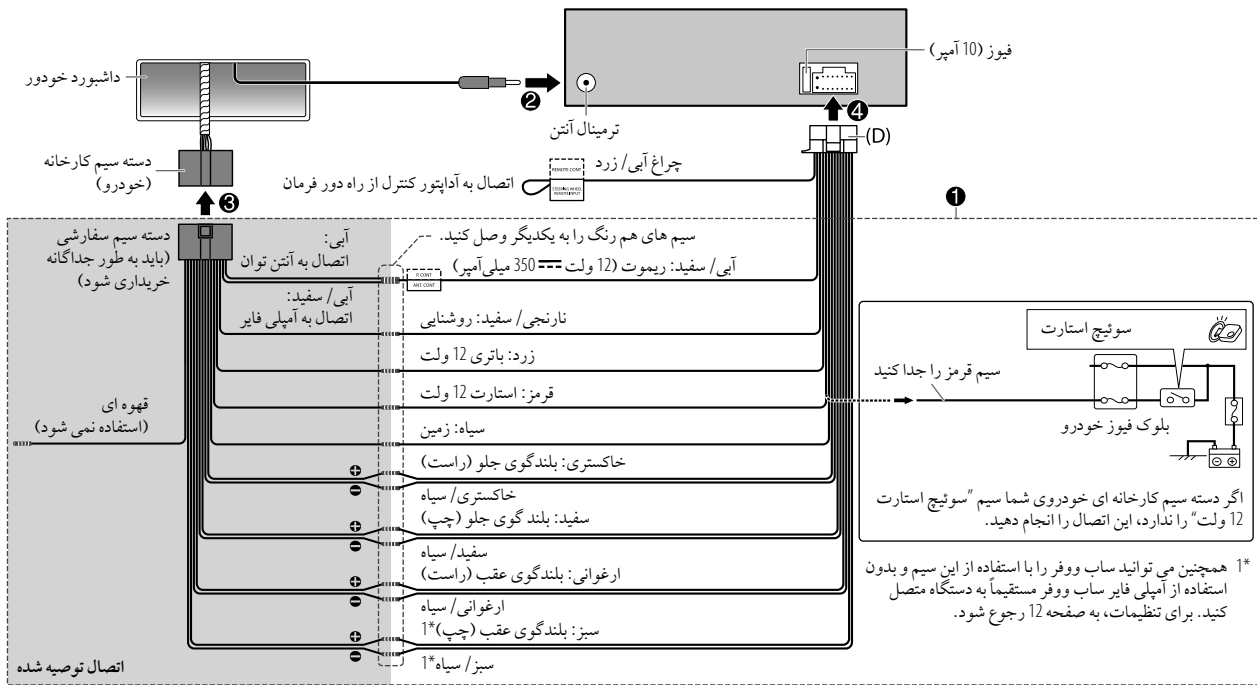 فیوز (10 آمپر)
داشبورد خودور
❷
❹
ترمینال آنتن
(D)
دسته سیم کارخانه
(خودرو)
چراغ آبی/ زرد
REMOTE CONT
STEERING WHEEL
REMOTE INPUT
اتصال به آداپتور کنترل از راه دور فرمان
❸
❶
دسته سیم سفارشی
(باید به طور جداگانه
خریداری شود)
آبی:
اتصال به آنتن توان
سیم های هم رنگ را به یکدیگر وصل کنید.
آبی/ سفید: ریموت (12 ولت ⎓ 350 میلی‌آمپر)
P. CONT
ANT. CONT
آبی/ سفید:
اتصال به آمپلی فایر
نارنجی/ سفید: روشنایی
زرد: باتری 12 ولت
قرمز: استارت 12 ولت
قهوه ای
(استفاده نمی شود)
سیاه: زمین
خاکستری: بلندگوی جلو (راست)
خاکستری/ سیاه
سفید: بلند گوی جلو (چپ)
سفید/ سیاه
ارغوانی: بلندگوی عقب (راست)
ارغوانی/ سیاه
سبز: بلندگوی عقب (چپ)*1
سبز/ سیاه*1
اتصال توصیه شده
سوئیچ استارت
سیم قرمز را جدا کنید
بلوک فیوز خودرو
اگر دسته سیم کارخانه ای خودروی شما سیم "سوئیچ استارت
12 ولت" را ندارد، این اتصال را انجام دهید.
*1 همچنین می توانید ساب ووفر را با استفاده از این سیم و بدون
استفاده از آمپلی فایر ساب ووفر مستقیماً به دستگاه متصل
کنید. برای تنظیمات، به صفحه 12 رجوع شود.